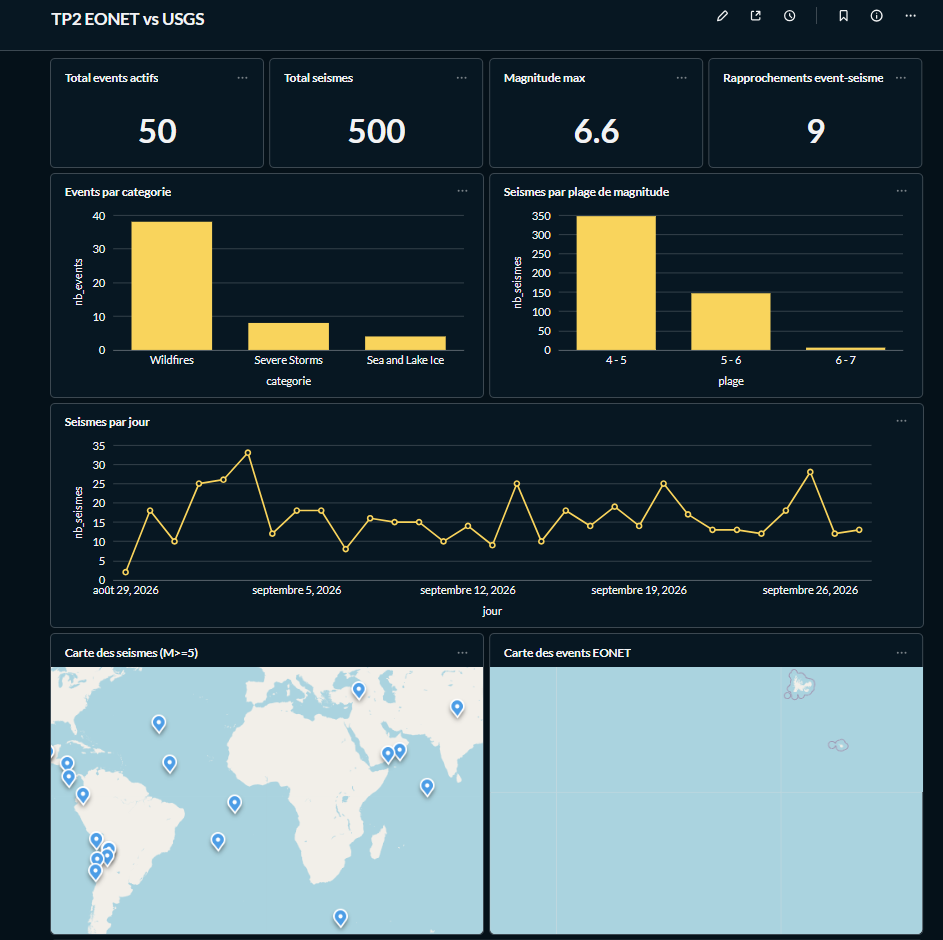 TP2 EONET vs USGS
Total events actifs
50
Total seismes
500
Magnitude max
6.6
Rapprochements event-seisme
9
Events par categorie
40
30
20
10
0
nb_events
Wildfires
Severe Storms
Sea and Lake Ice
categorie
Seismes par plage de magnitude
350
300
250
200
150
100
50
0
nb_seismes
4 - 5
5 - 6
6 - 7
plage
Seismes par jour
35
30
25
20
15
10
5
0
nb_seismes
août 29, 2026
septembre 5, 2026
septembre 12, 2026
septembre 19, 2026
septembre 26, 2026
jour
Carte des seismes (M>=5)
Carte des events EONET